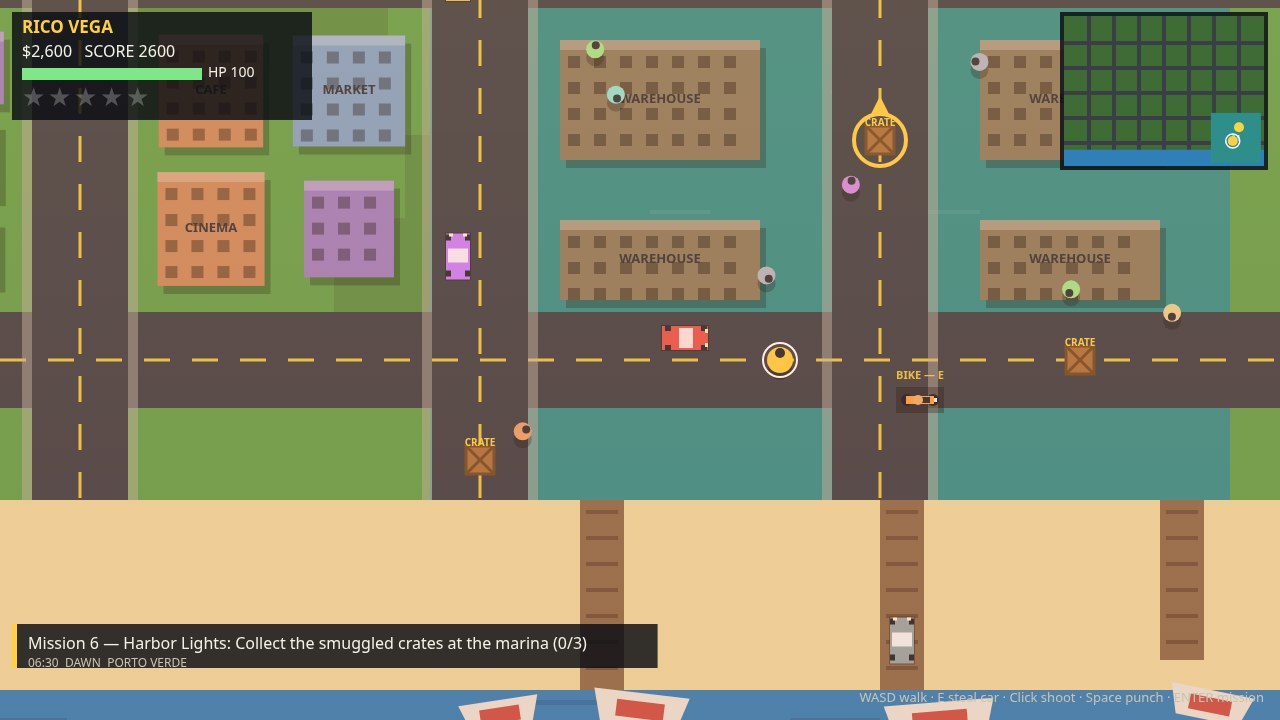 RICO VEGA
$2,600 SCORE 2600
HP 100
CAFE
MARKET
WAREHOUSE
CRATE
CINEMA
WAREHOUSE
WAREHOUSE
CRATE
BIKE — E
CRATE
Mission 6 — Harbor Lights: Collect the smuggled crates at the marina (0/3)
06:30 DAWN PORTO VERDE
WASD walk · E steal car · Click shoot · Space punch · ENTER mission